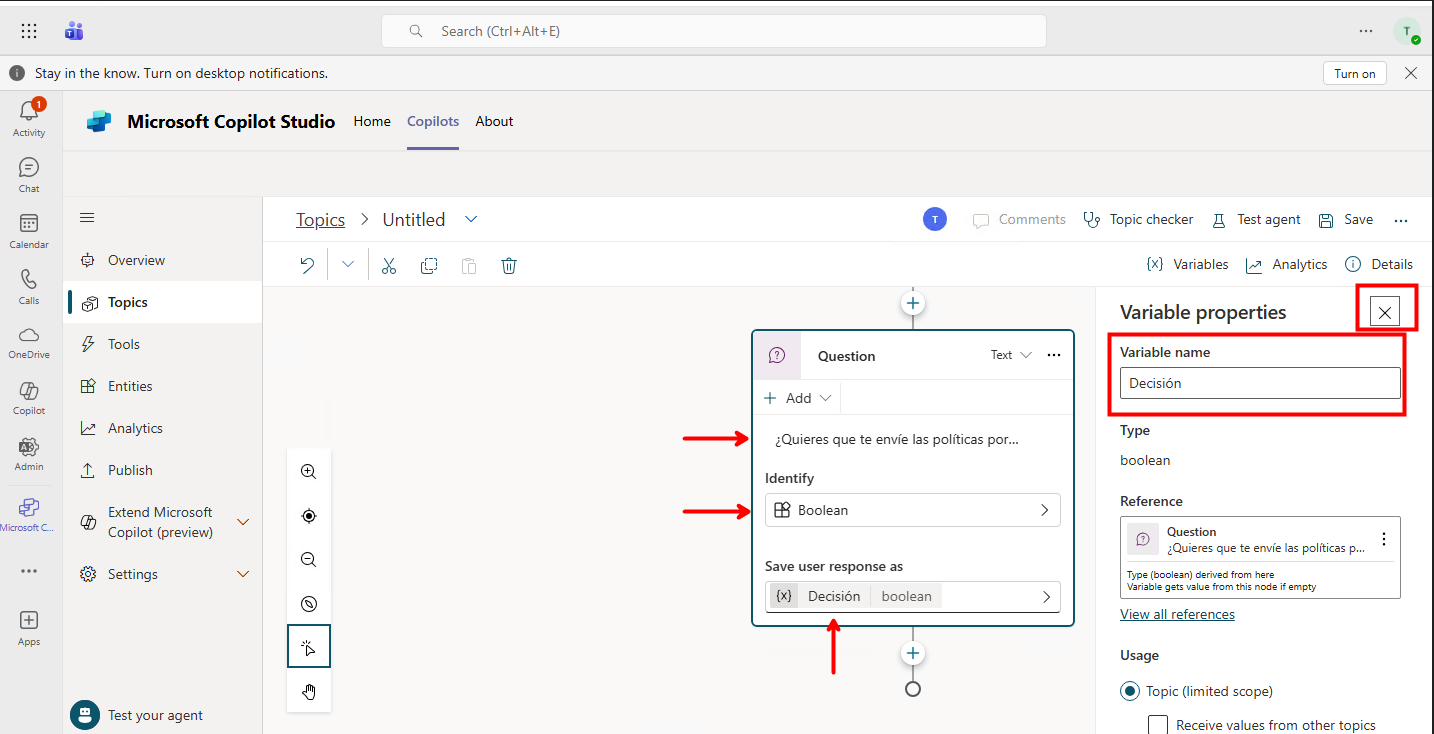 Search (Ctrl+Alt+E)
T
Stay in the know. Turn on desktop notifications.
Turn on
1
Activity
Chat
Calendar
Calls
OneDrive
Copilot
Admin
Microsoft C...
Apps
Microsoft Copilot Studio
Home
Copilots
About
Overview
Topics
Tools
Entities
Analytics
Publish
Extend Microsoft
Copilot (preview)
Settings
Test your agent
Topics > Untitled
T
Comments
Topic checker
Test agent
Save
{x} Variables
Analytics
Details
Question
Text
Add
¿Quieres que te envíe las políticas por...
Identify
Boolean
Save user response as
{x} Decisión boolean
Variable properties
Variable name
Decisión
Type
boolean
Reference
Question
¿Quieres que te envíe las políticas p...
Type (boolean) derived from here
Variable gets value from this node if empty
View all references
Usage
Topic (limited scope)
Receive values from other topics